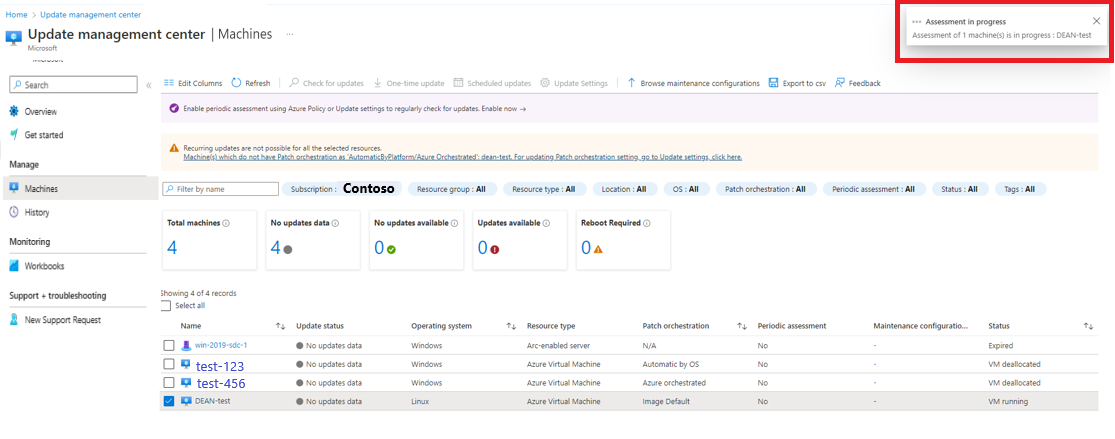 Home > Update management center
Update management center | Machines ...
Microsoft
Assessment in progress
Assessment of 1 machine(s) is in progress : DEAN-test
Search
Edit Columns Refresh Check for updates One-time update Scheduled updates Update Settings Browse maintenance configurations Export to csv Feedback
Overview
Get started
Manage
Machines
History
Monitoring
Workbooks
Support + troubleshooting
New Support Request
Enable periodic assessment using Azure Policy or Update settings to regularly check for updates. Enable now →
Recurring updates are not possible for all the selected resources.
Machine(s) which do not have Patch orchestration as 'AutomaticByPlatform/Azure Orchestrated': dean-test. For updating Patch orchestration setting, go to Update settings, click here.
Filter by name Subscription : Contoso Resource group : All Resource type : All Location : All OS : All Patch orchestration : All Periodic assessment : All Status : All Tags : All
Total machines No updates data No updates available Updates available Reboot Required
4 4 0 0 0
Showing 4 of 4 records
Select all
Name Update status Operating system Resource type Patch orchestration Periodic assessment Maintenance configuratio... Status
win-2019-sdc-1 No updates data Windows Arc-enabled server N/A No - Expired
test-123 No updates data Windows Azure Virtual Machine Automatic by OS No - VM deallocated
test-456 No updates data Windows Azure Virtual Machine Azure orchestrated No - VM deallocated
DEAN-test No updates data Linux Azure Virtual Machine Image Default No - VM running